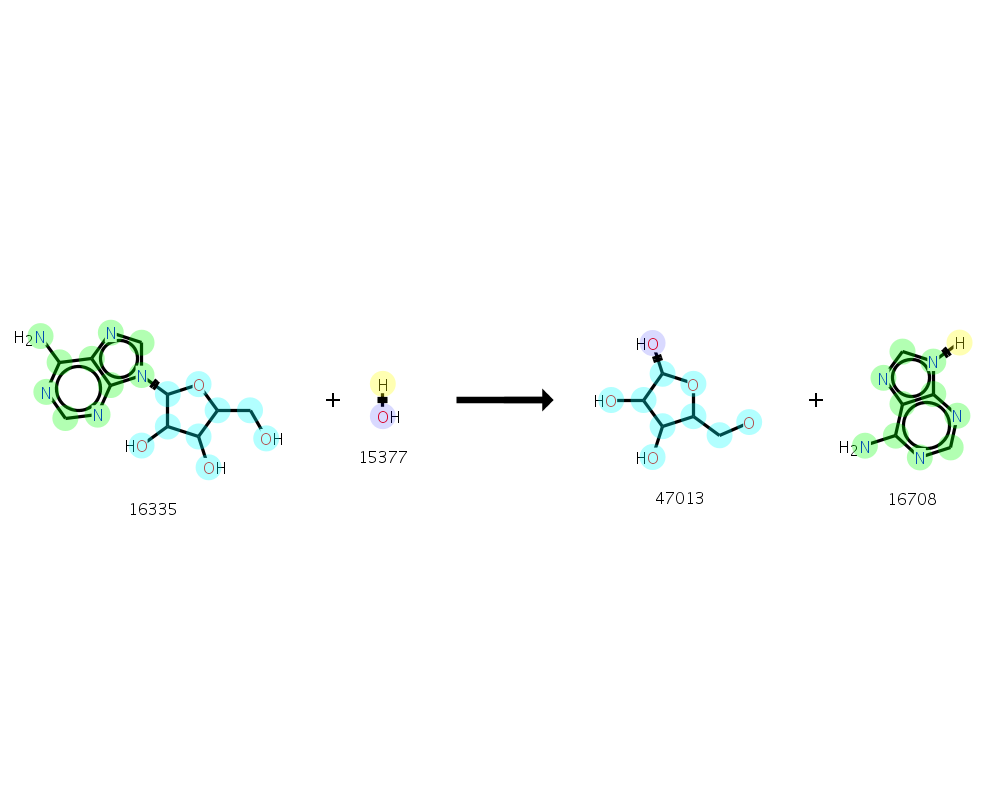 H2N N N N N O HO OH OH
16335
+
H OH
15377
HO O HO HO O
47013
+
H N N N N H2N
16708